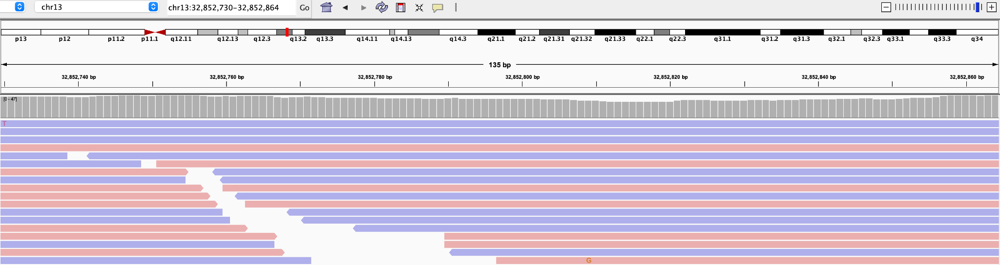 chr13 chr13:32,852,730-32,852,864 Go
p13 p12 p11.2 p11.1 q12.11 q12.13 q12.3 q13.2 q13.3 q14.11 q14.13 q14.3 q21.1 q21.2 q21.31 q21.32 q21.33 q22.1 q22.3 q31.1 q31.2 q31.3 q32.1 q32.3 q33.1 q33.3 q34
135 bp
32,852,740 bp 32,852,760 bp 32,852,780 bp 32,852,800 bp 32,852,820 bp 32,852,840 bp 32,852,860 bp
[0 - 47]
T
G